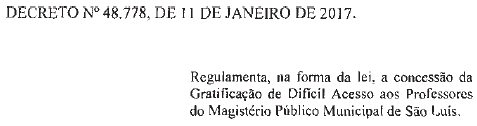 DECRETO Nº 48.778, DE 11 DE JANEIRO DE 2017.
Regulamenta, na forma da lei, a concessão da
Gratificação de Difícil Acesso aos Professores
do Magistério Público Municipal de São Luís.